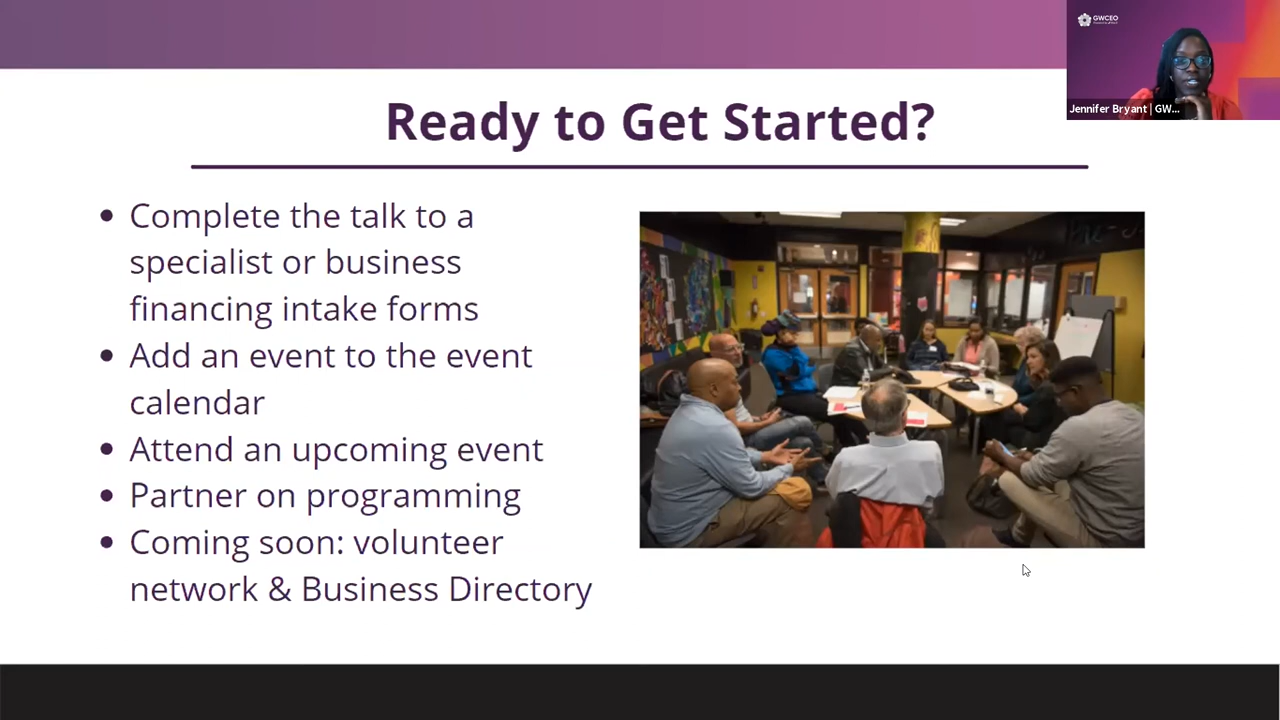 GWCEO
Jennifer Bryant | GW...
Ready to Get Started?
• Complete the talk to a
specialist or business
financing intake forms
• Add an event to the event
calendar
• Attend an upcoming event
• Partner on programming
• Coming soon: volunteer
network & Business Directory